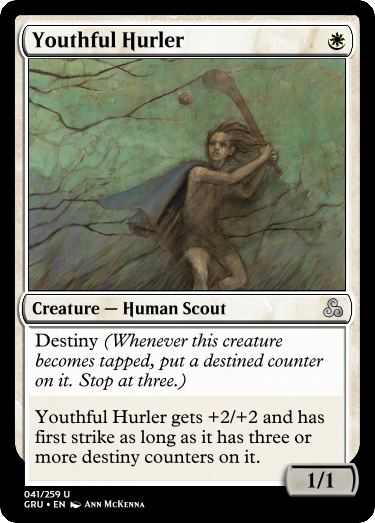 Youthful Hurler
Creature — Human Scout
Destiny (Whenever this creature
becomes tapped, put a destined counter
on it. Stop at three.)
Youthful Hurler gets +2/+2 and has
first strike as long as it has three or
more destiny counters on it.
1/1
041/259 U
GRU • EN Ann McKenna